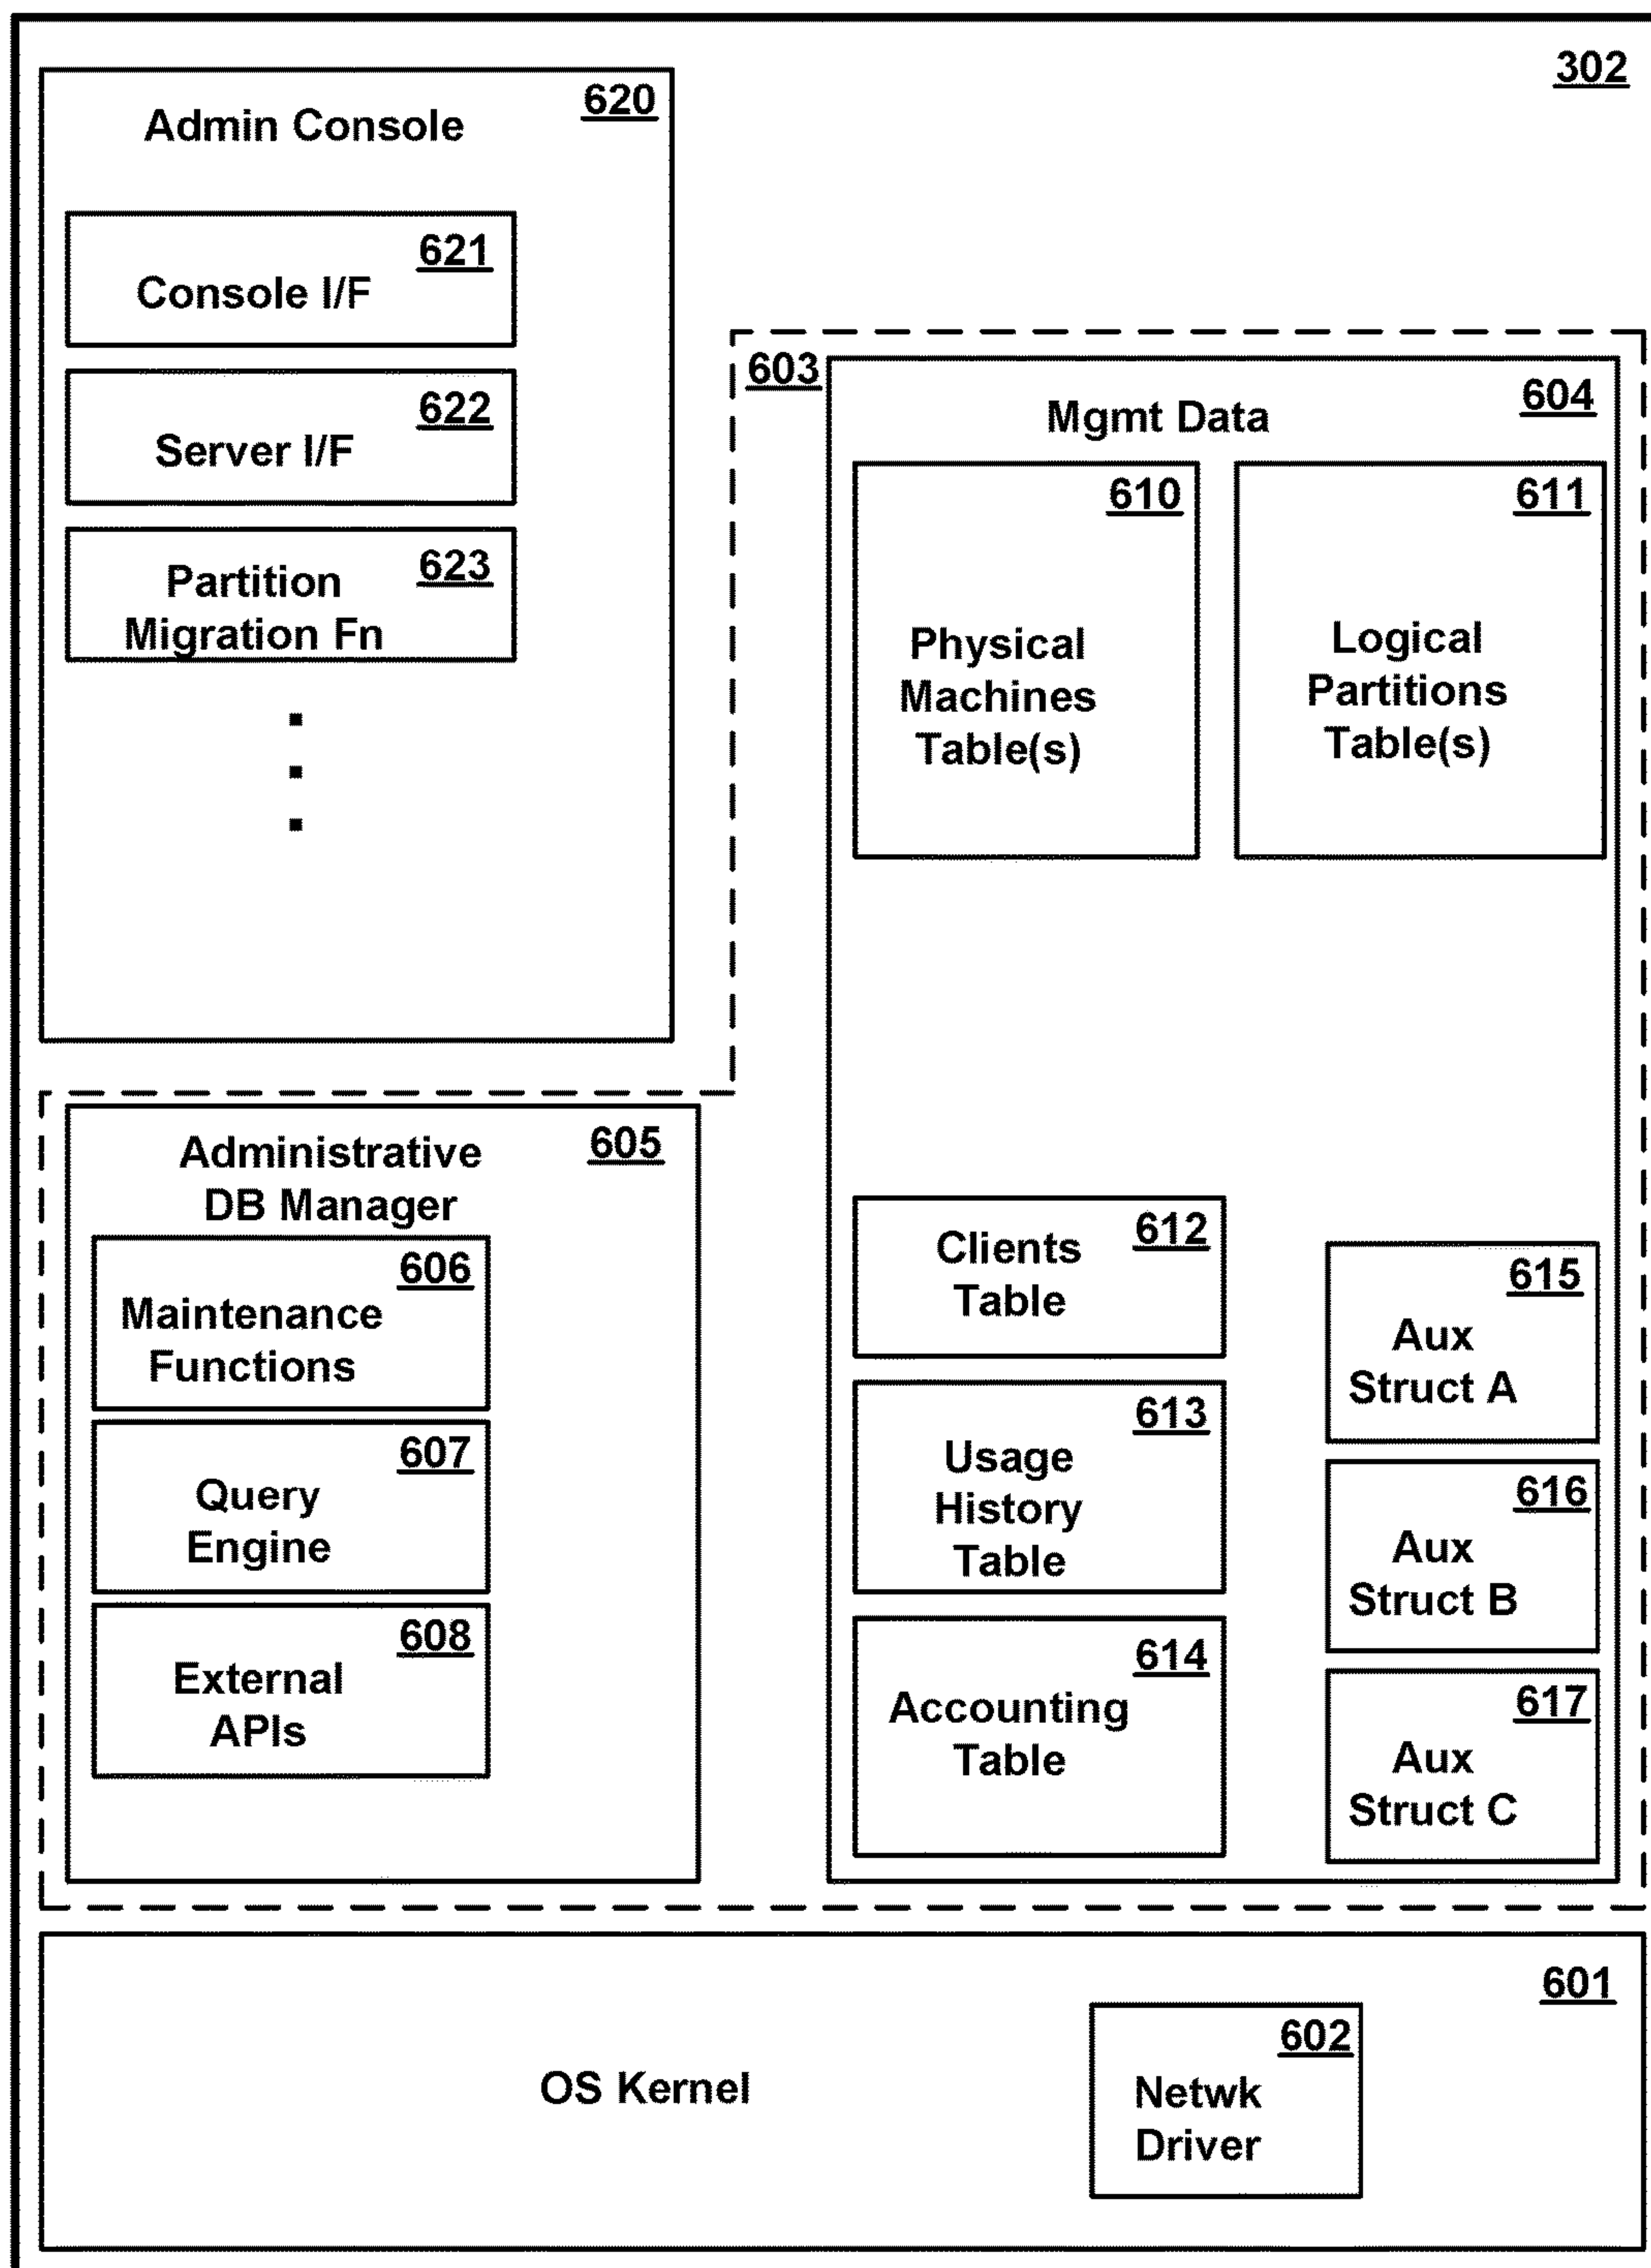 302
620
Admin Console
621
Console I/F
622
Server I/F
623
Partition
Migration Fn
603
604
Mgmt Data
610
Physical
Machines
Table(s)
611
Logical
Partitions
Table(s)
605
Administrative
DB Manager
606
Maintenance
Functions
607
Query
Engine
608
External
APIs
612
Clients
Table
613
Usage
History
Table
614
Accounting
Table
615
Aux
Struct A
616
Aux
Struct B
617
Aux
Struct C
601
OS Kernel
602
Netwk
Driver